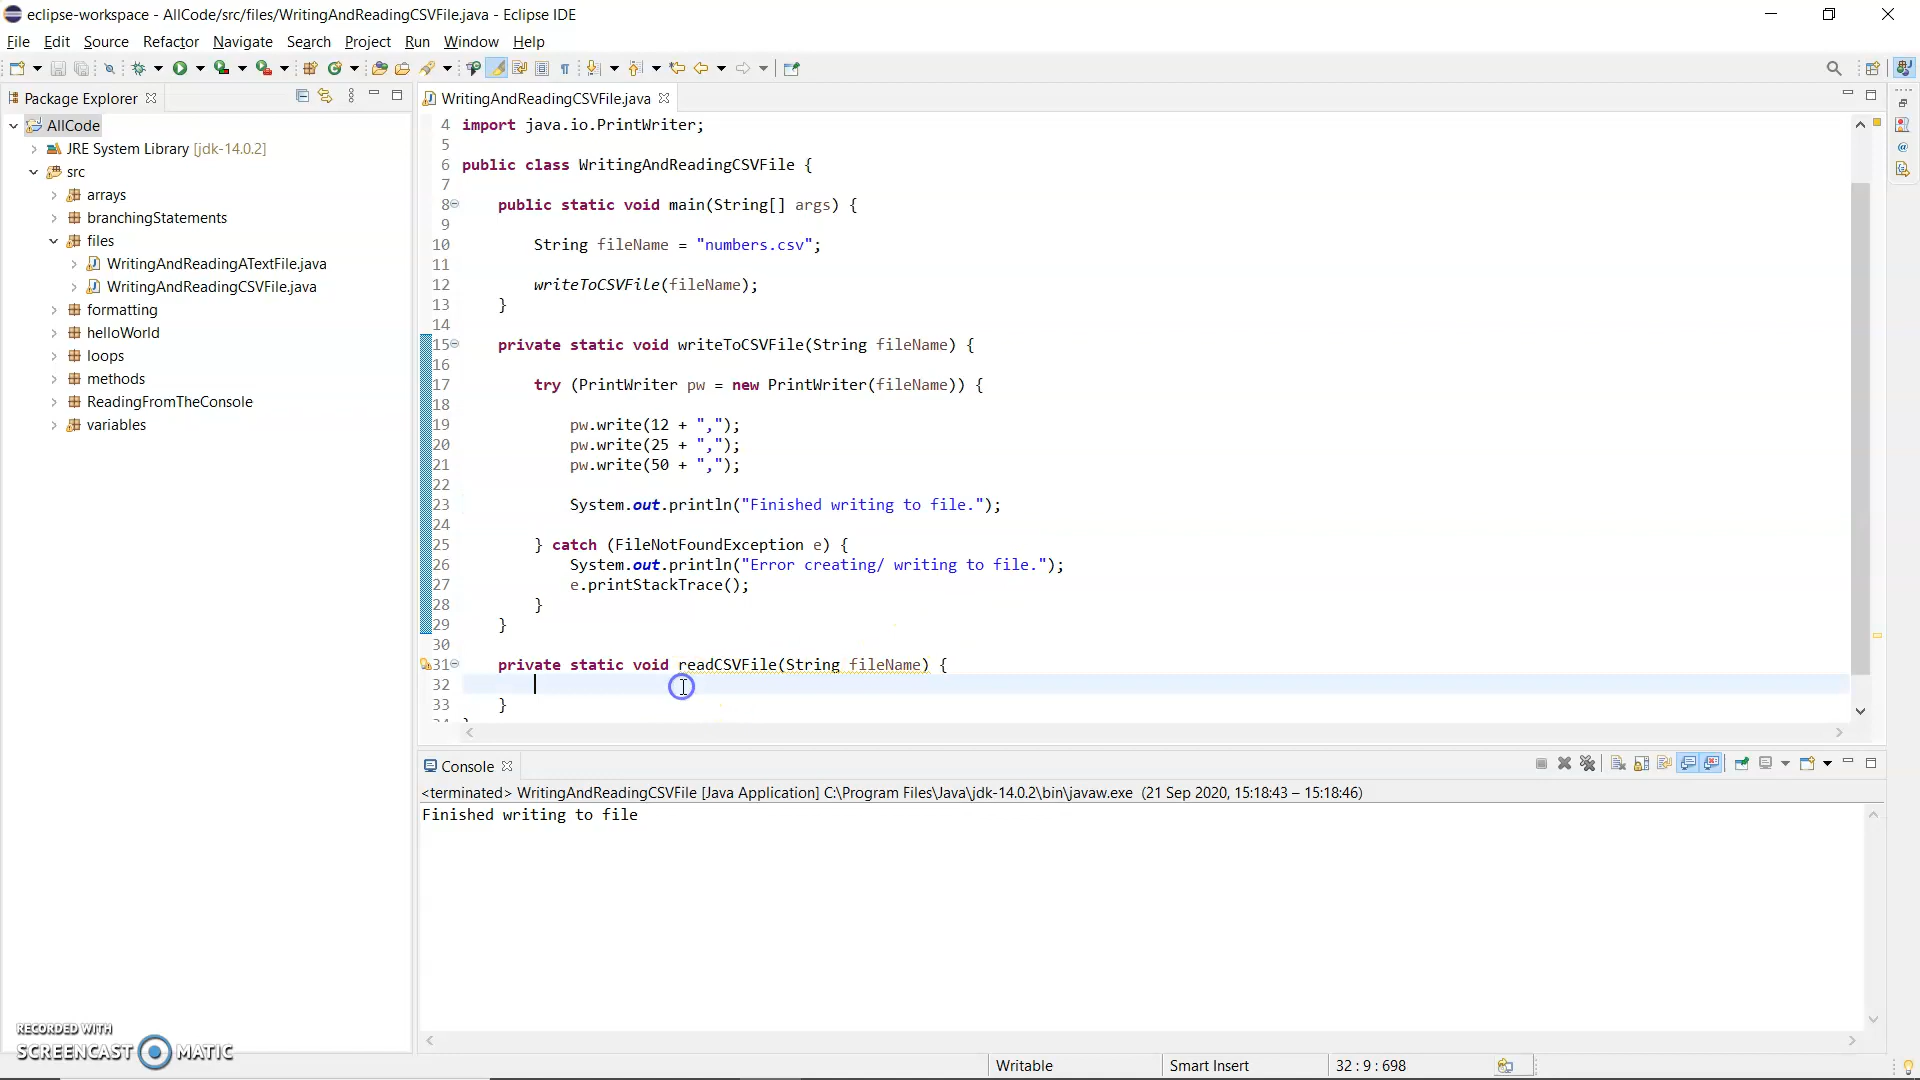 eclipse-workspace - AllCode/src/files/WritingAndReadingCSVFile.java - Eclipse IDE
File Edit Source Refactor Navigate Search Project Run Window Help
Package Explorer
AllCode
JRE System Library [jdk-14.0.2]
src
arrays
branchingStatements
files
WritingAndReadingATextFile.java
WritingAndReadingCSVFile.java
formatting
helloWorld
loops
methods
ReadingFromTheConsole
variables
WritingAndReadingCSVFile.java
4 import java.io.PrintWriter;
5
6 public class WritingAndReadingCSVFile {
7
8 public static void main(String[] args) {
9
10 String fileName = "numbers.csv";
11
12 writeToCSVFile(fileName);
13 }
14
15 private static void writeToCSVFile(String fileName) {
16
17 try (PrintWriter pw = new PrintWriter(fileName)) {
18
19 pw.write(12 + ",");
20 pw.write(25 + ",");
21 pw.write(50 + ",");
22
23 System.out.println("Finished writing to file.");
24
25 } catch (FileNotFoundException e) {
26 System.out.println("Error creating/ writing to file.");
27 e.printStackTrace();
28 }
29 }
30
31 private static void readCSVFile(String fileName) {
32
33 }
Console
<terminated> WritingAndReadingCSVFile [Java Application] C:\Program Files\Java\jdk-14.0.2\bin\javaw.exe (21 Sep 2020, 15:18:43 – 15:18:46)
Finished writing to file
RECORDED WITH
SCREENCAST MATIC
Writable Smart Insert 32 : 9 : 698